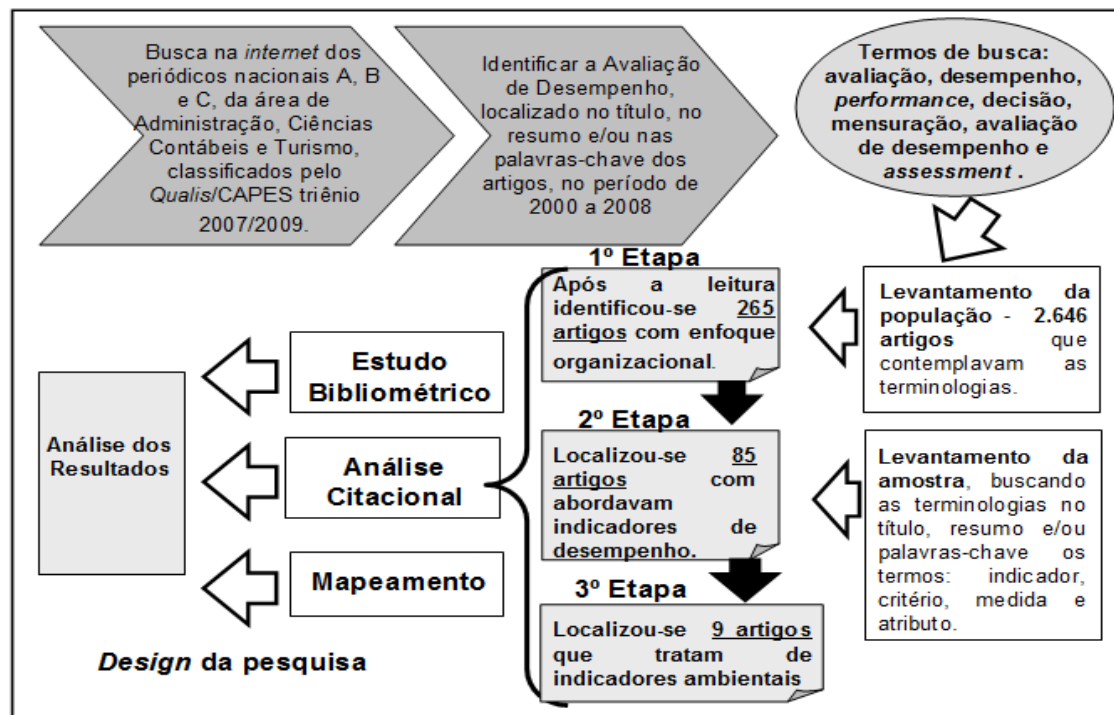 Busca na internet dos
periódicos nacionais A, B
e C, da área de
Administração, Ciências
Contábeis e Turismo,
classificados pelo
Qualis/CAPES triênio
2007/2009.
Identificar a Avaliação
de Desempenho,
localizado no título, no
resumo e/ou nas
palavras-chave dos
artigos, no período de
2000 a 2008
Termos de busca:
avaliação, desempenho,
performance, decisão,
mensuração, avaliação
de desempenho e
assessment .
1º Etapa
Após a leitura
identificou-se 265
artigos com enfoque
organizacional.
Levantamento da
população - 2.646
artigos que
contemplavam as
terminologias.
2º Etapa
Localizou-se 85
artigos com
abordavam
indicadores de
desempenho.
Levantamento da
amostra, buscando
as terminologias no
título, resumo e/ou
palavras-chave os
termos: indicador,
critério, medida e
atributo.
3º Etapa
Localizou-se 9 artigos
que tratam de
indicadores ambientais
Estudo
Bibliométrico
Análise
Citacional
Mapeamento
Análise dos
Resultados
Design da pesquisa